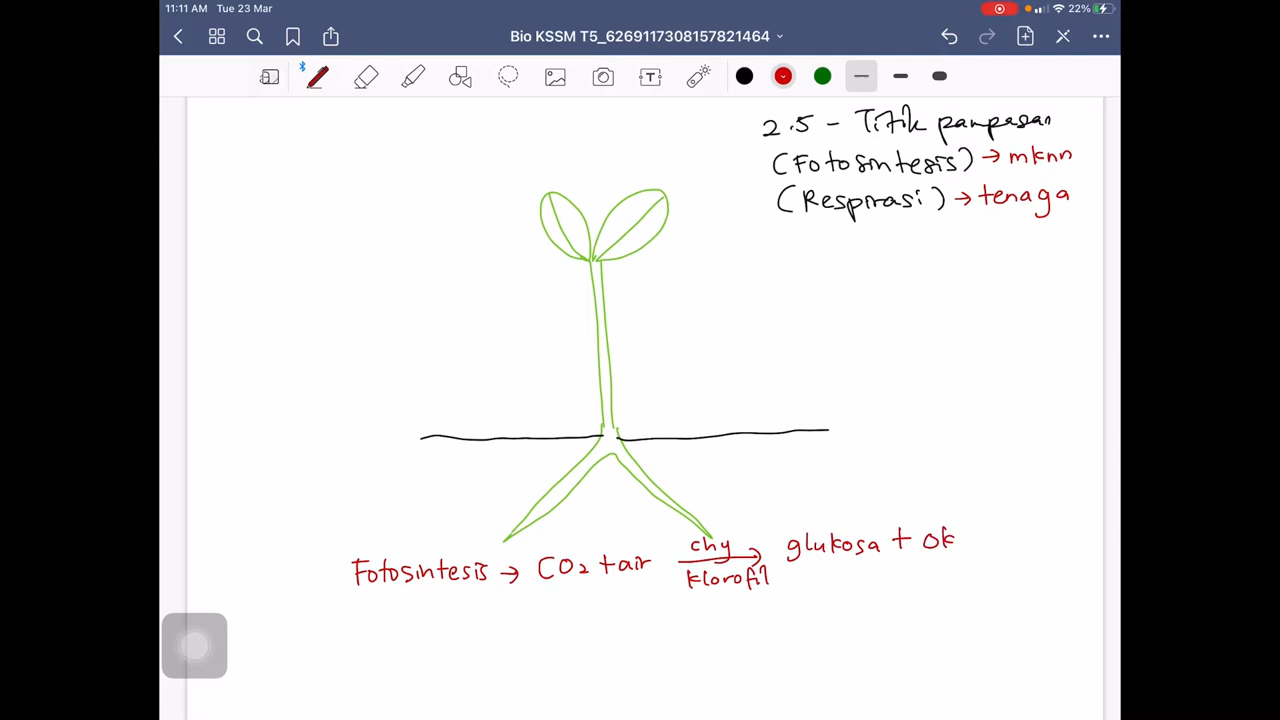 11:11 AM Tue 23 Mar
22%
Bio KSSM T5_6269117308157821464
T
2.5 - Titik pampasan
(Fotosintesis) → mknn
(Respirasi) → tenaga
chy
Fotosintesis → CO₂ + air → glukosa + Ok
klorofil